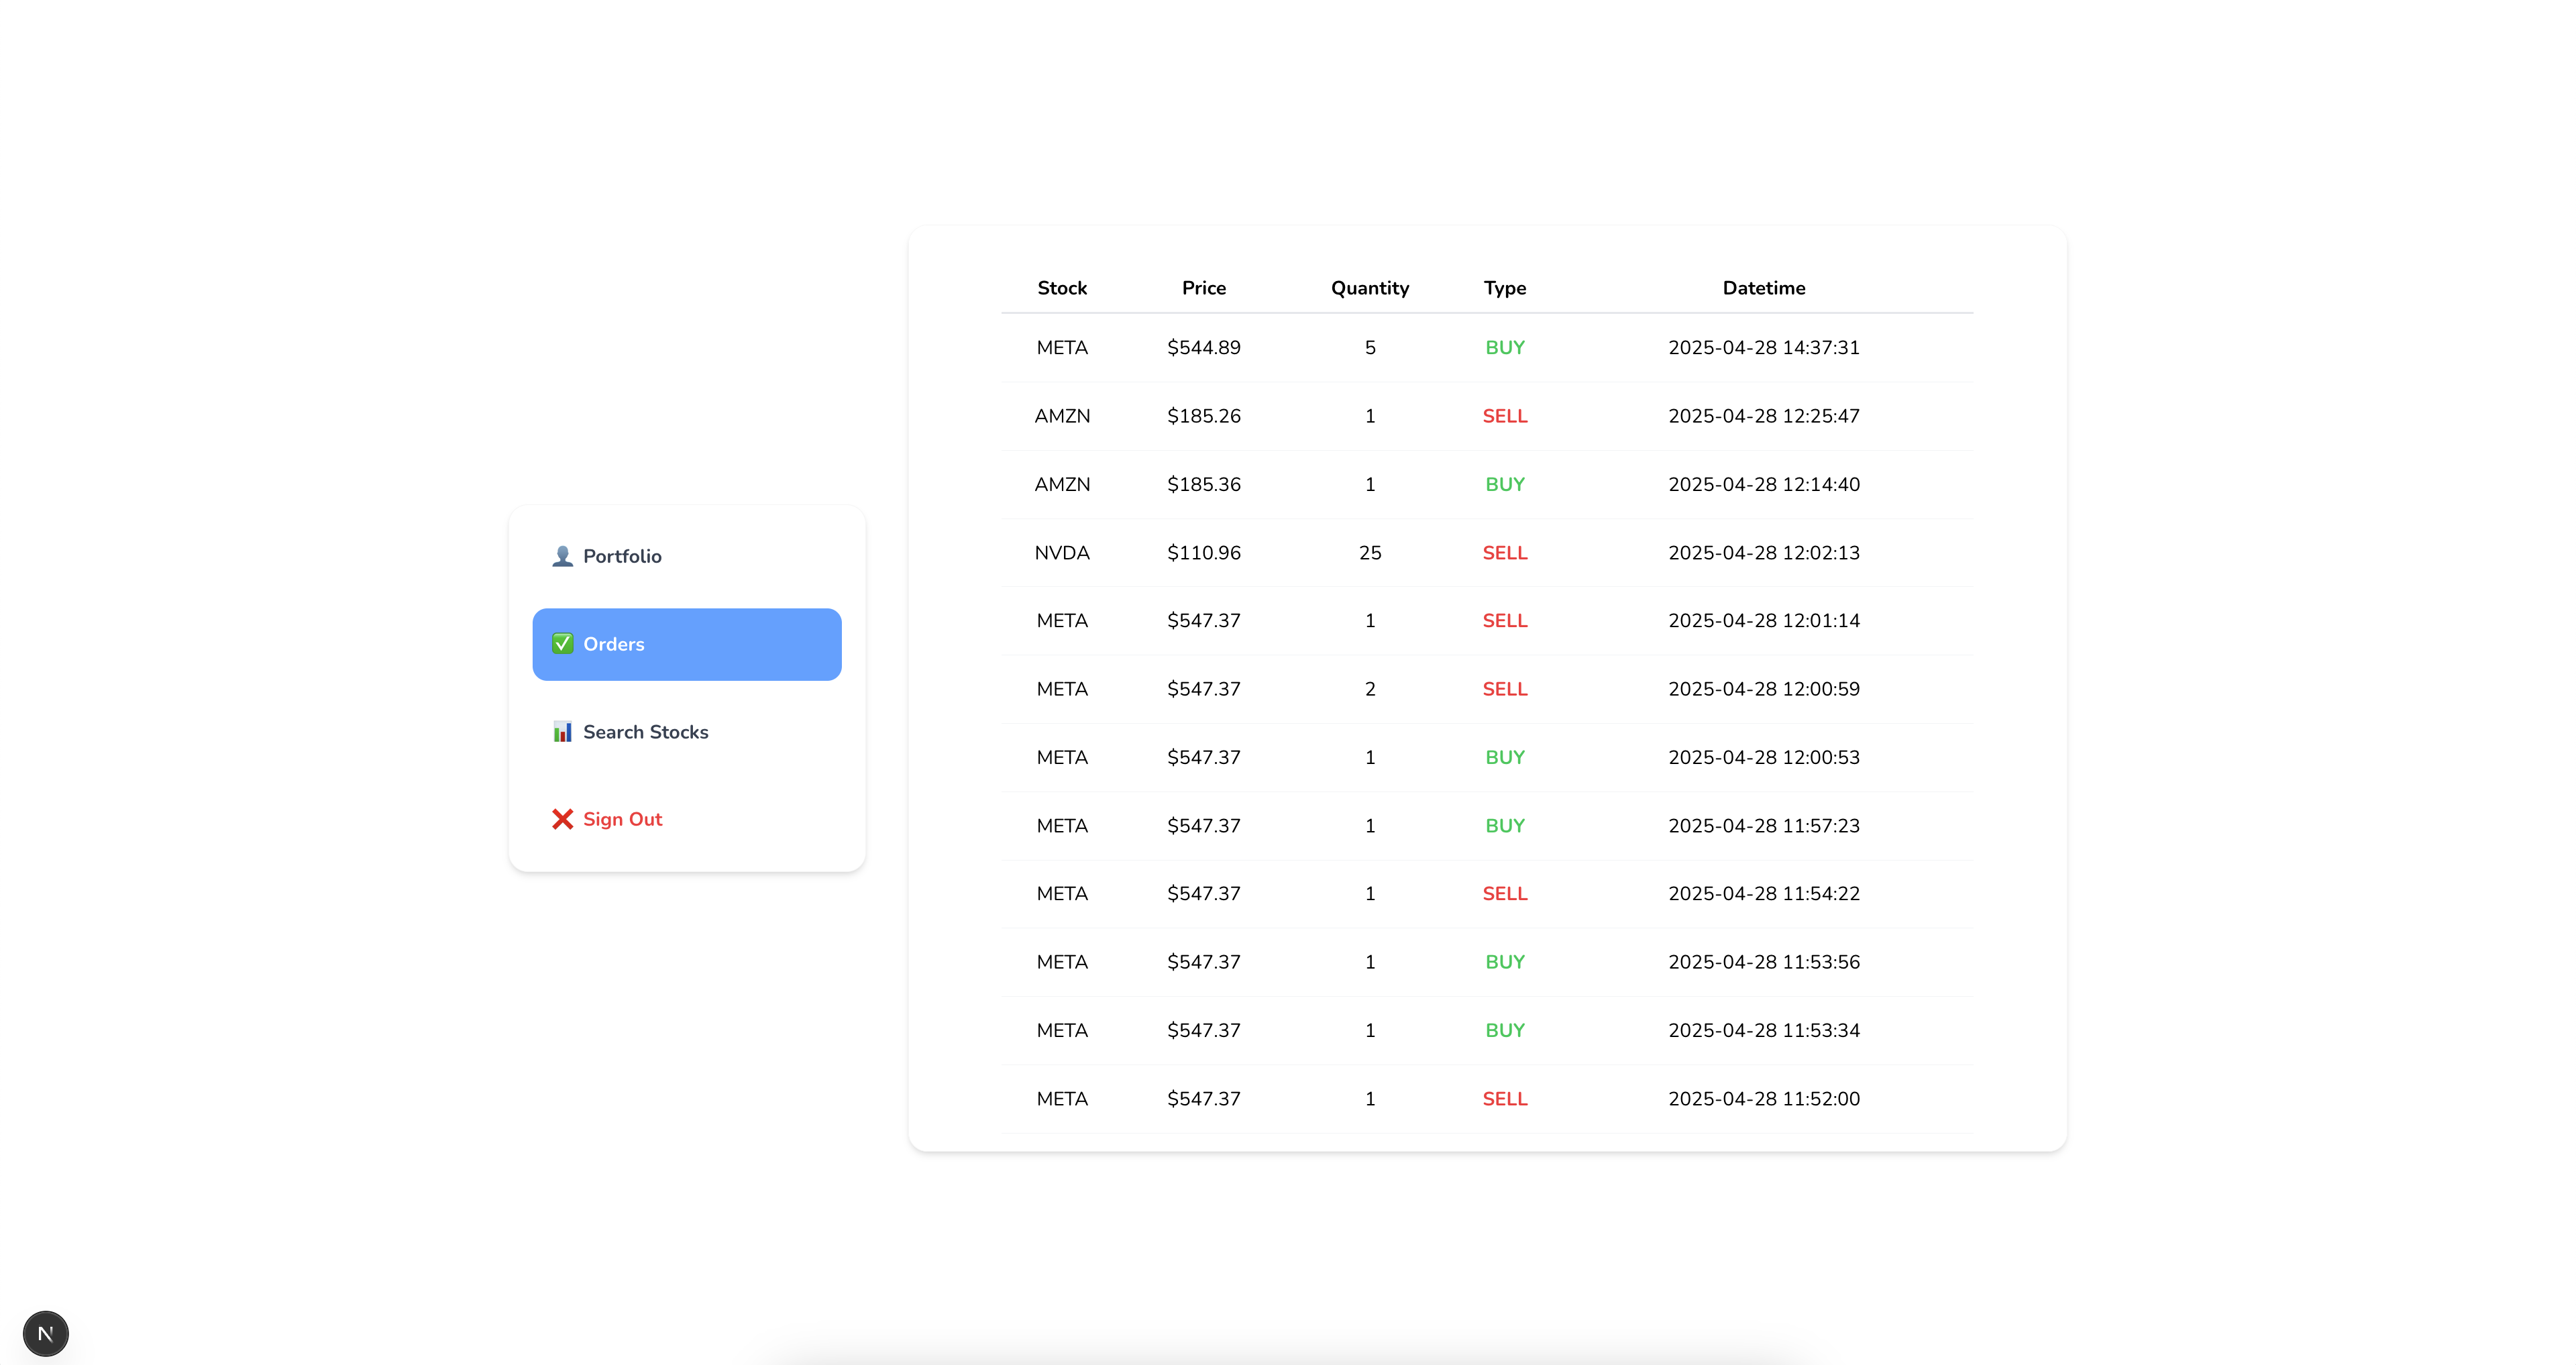 Portfolio
Orders
Search Stocks
Sign Out
Stock Price Quantity Type Datetime
META $544.89 5 BUY 2025-04-28 14:37:31
AMZN $185.26 1 SELL 2025-04-28 12:25:47
AMZN $185.36 1 BUY 2025-04-28 12:14:40
NVDA $110.96 25 SELL 2025-04-28 12:02:13
META $547.37 1 SELL 2025-04-28 12:01:14
META $547.37 2 SELL 2025-04-28 12:00:59
META $547.37 1 BUY 2025-04-28 12:00:53
META $547.37 1 BUY 2025-04-28 11:57:23
META $547.37 1 SELL 2025-04-28 11:54:22
META $547.37 1 BUY 2025-04-28 11:53:56
META $547.37 1 BUY 2025-04-28 11:53:34
META $547.37 1 SELL 2025-04-28 11:52:00
N